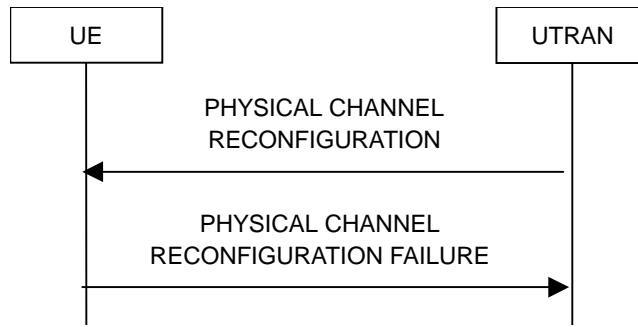 UE
UTRAN
PHYSICAL CHANNEL
RECONFIGURATION
PHYSICAL CHANNEL
RECONFIGURATION FAILURE